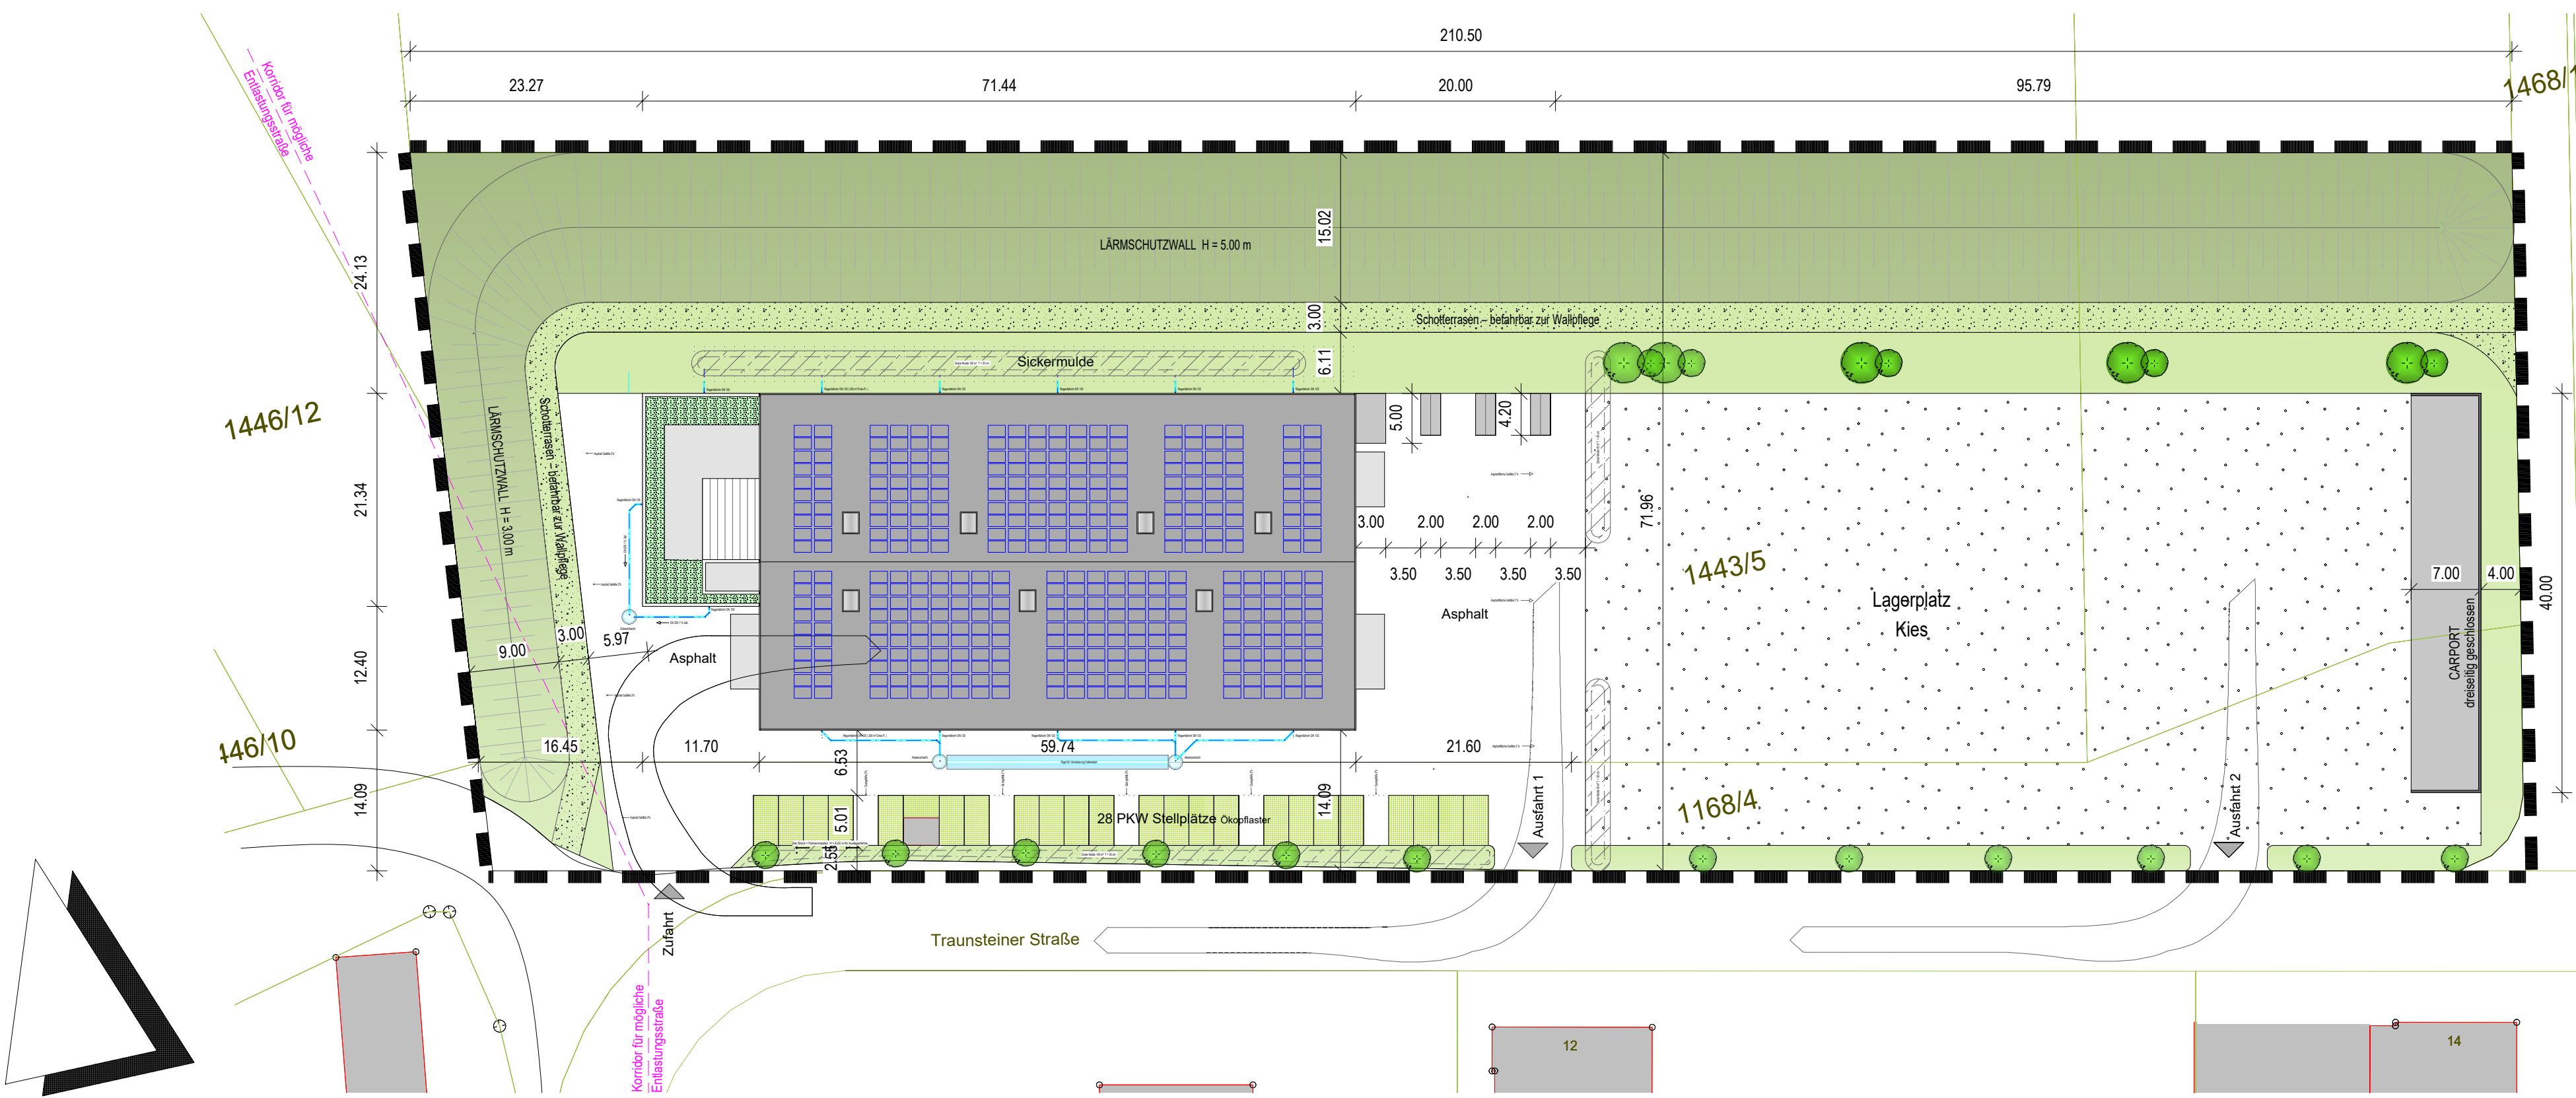 210.50
23.27
71.44
20.00
95.79
1468/1
Korridor für mögliche
Entlastungsstraße
24.13
15.02
LÄRMSCHUTZWALL H = 5.00 m
3.00
Schotterrasen – befahrbar zur Wallpflege
6.11
Sickermulde
1446/12
LÄRMSCHUTZWALL H = 3.00 m
Schotterrasen – befahrbar zur Wallpflege
21.34
5.00
4.20
71.96
3.00
2.00
2.00
2.00
3.50
3.50
3.50
3.50
1443/5
Lagerplatz
Kies
7.00
4.00
40.00
CARPORT
dreiseitig geschlossen
Asphalt
9.00
3.00
5.97
Asphalt
12.40
446/10
16.45
11.70
6.53
59.74
21.60
14.09
5.01
28 PKW Stellplätze Ökopflaster
14.09
2.55
1168/4
Ausfahrt 1
Ausfahrt 2
Zufahrt
Traunsteiner Straße
Korridor für mögliche
Entlastungsstraße
12
14